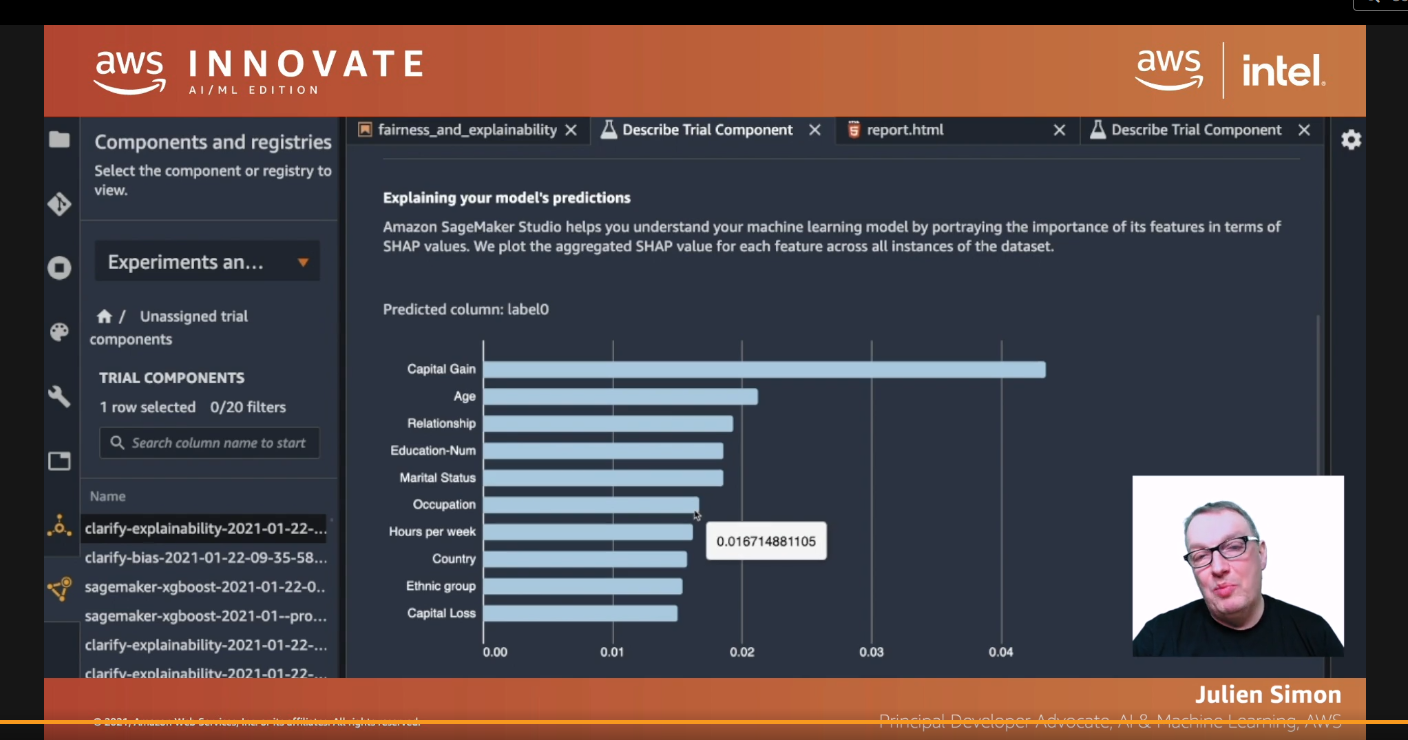 aws INNOVATE
AI/ML EDITION
aws intel.
Components and registries
Select the component or registry to
view.
Experiments an...
/ Unassigned trial
components
TRIAL COMPONENTS
1 row selected 0/20 filters
Search column name to start
Name
clarify-explainability-2021-01-22-...
clarify-bias-2021-01-22-09-35-58...
sagemaker-xgboost-2021-01-22-0..
sagemaker-xgboost-2021-01--pro...
clarify-explainability-2021-01-22-...
clarify-explainability-2021-01-22-...
fairness_and_explainability
Describe Trial Component
report.html
Describe Trial Component
Explaining your model's predictions
Amazon SageMaker Studio helps you understand your machine learning model by portraying the importance of its features in terms of
SHAP values. We plot the aggregated SHAP value for each feature across all instances of the dataset.
Predicted column: label0
Capital Gain
Age
Relationship
Education-Num
Marital Status
Occupation
Hours per week
0.016714881105
Country
Ethnic group
Capital Loss
0.00 0.01 0.02 0.03 0.04
Julien Simon
Principal Developer Advocate, AI & Machine Learning, AWS
© 2021, Amazon Web Services, Inc. or its affiliates. All rights reserved.